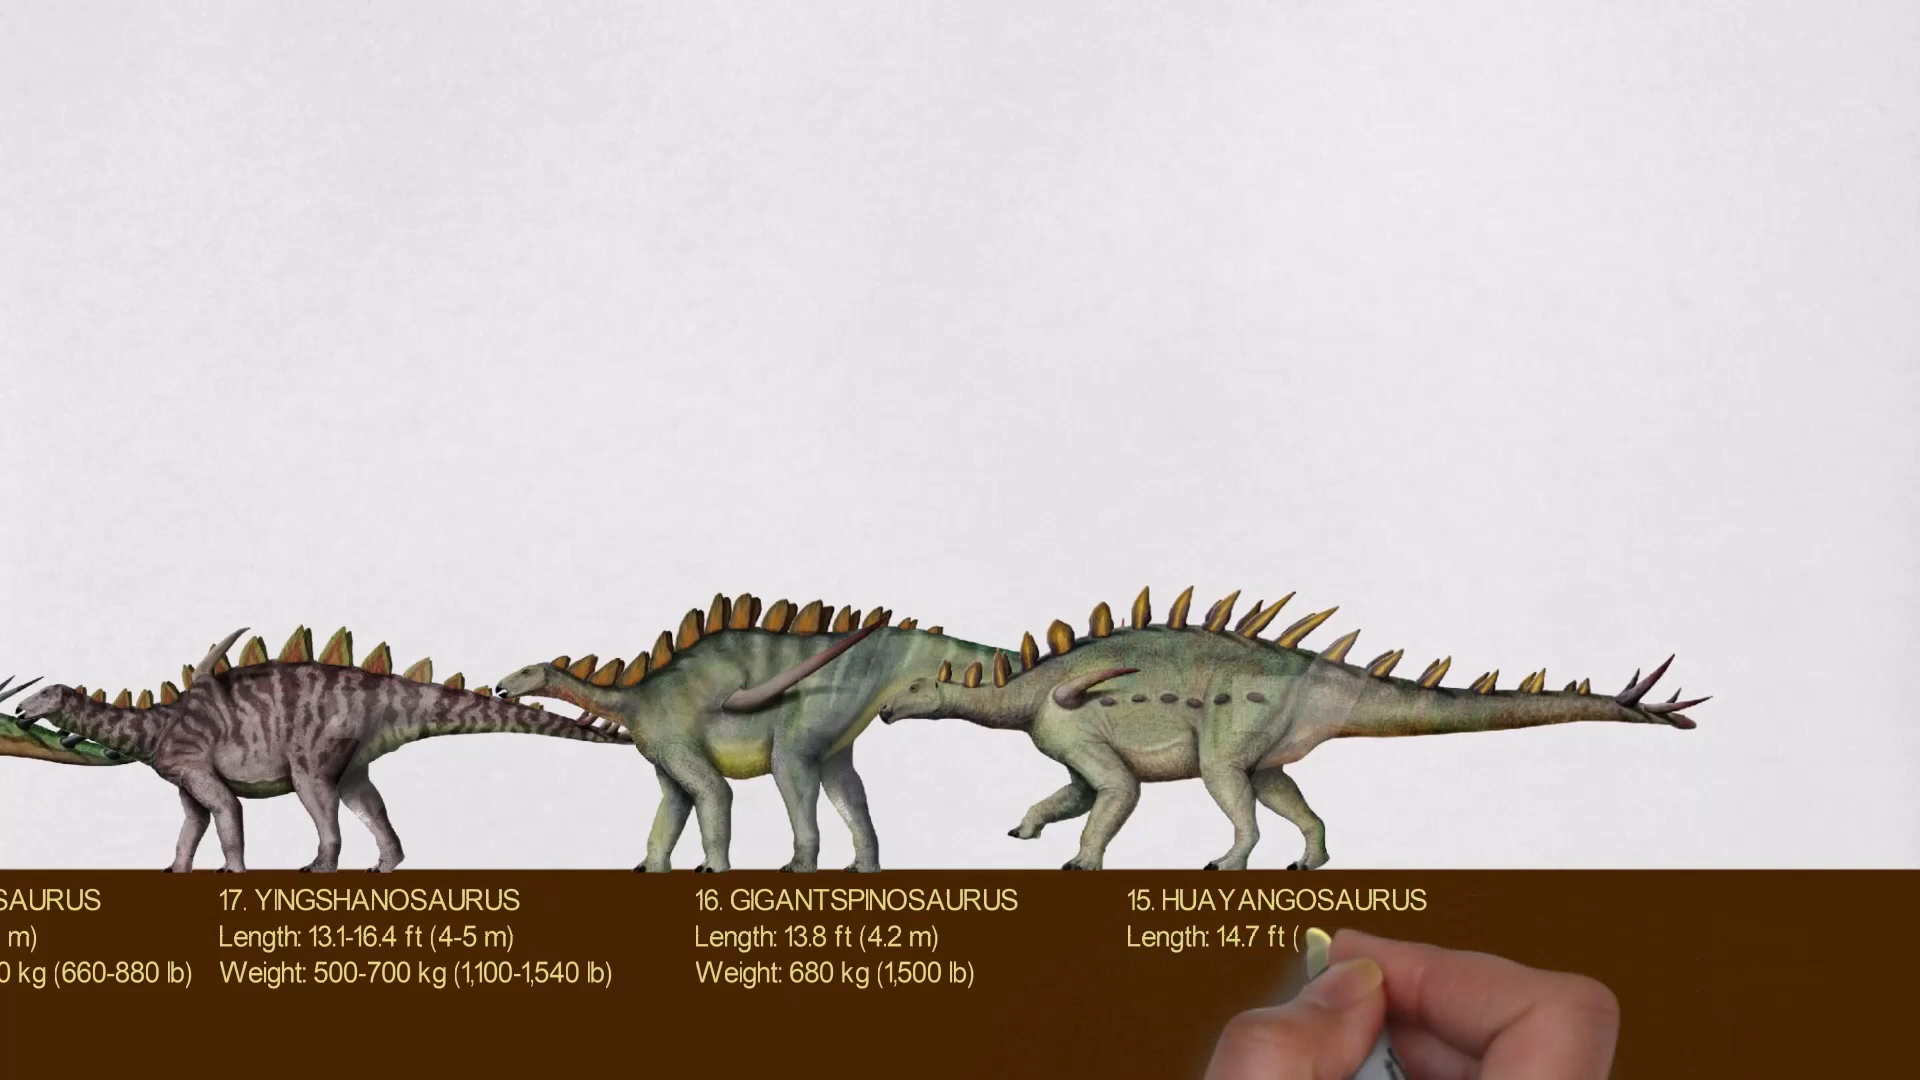 SAURUS
m)
0 kg (660-880 lb)
17. YINGSHANOSAURUS
Length: 13.1-16.4 ft (4-5 m)
Weight: 500-700 kg (1,100-1,540 lb)
16. GIGANTSPINOSAURUS
Length: 13.8 ft (4.2 m)
Weight: 680 kg (1,500 lb)
15. HUAYANGOSAURUS
Length: 14.7 ft (